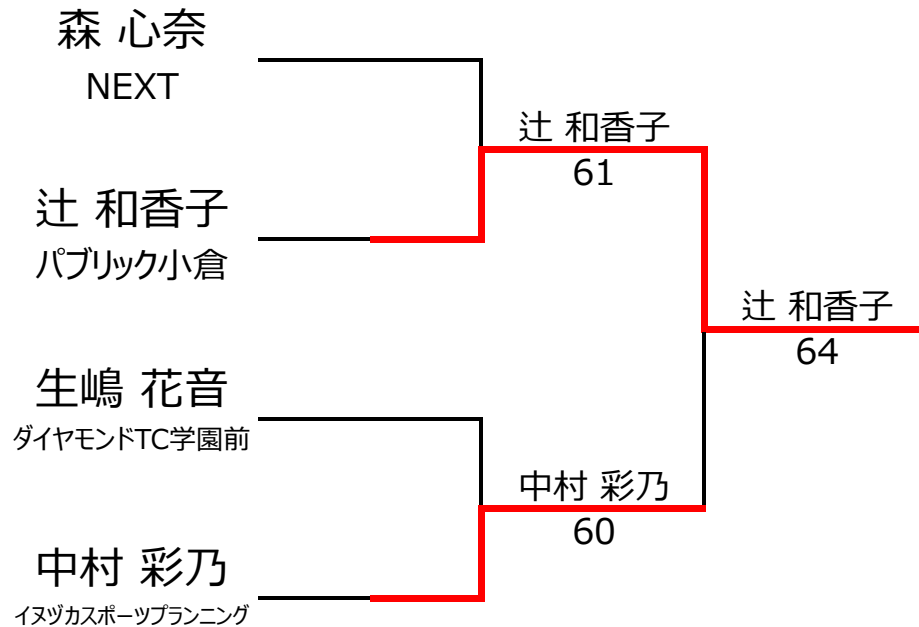 森 心奈
NEXT
辻 和香子
61
辻 和香子
パブリック小倉
辻 和香子
64
生嶋 花音
ダイヤモンドTC学園前
中村 彩乃
60
中村 彩乃
イヌヅカスポーツプランニング